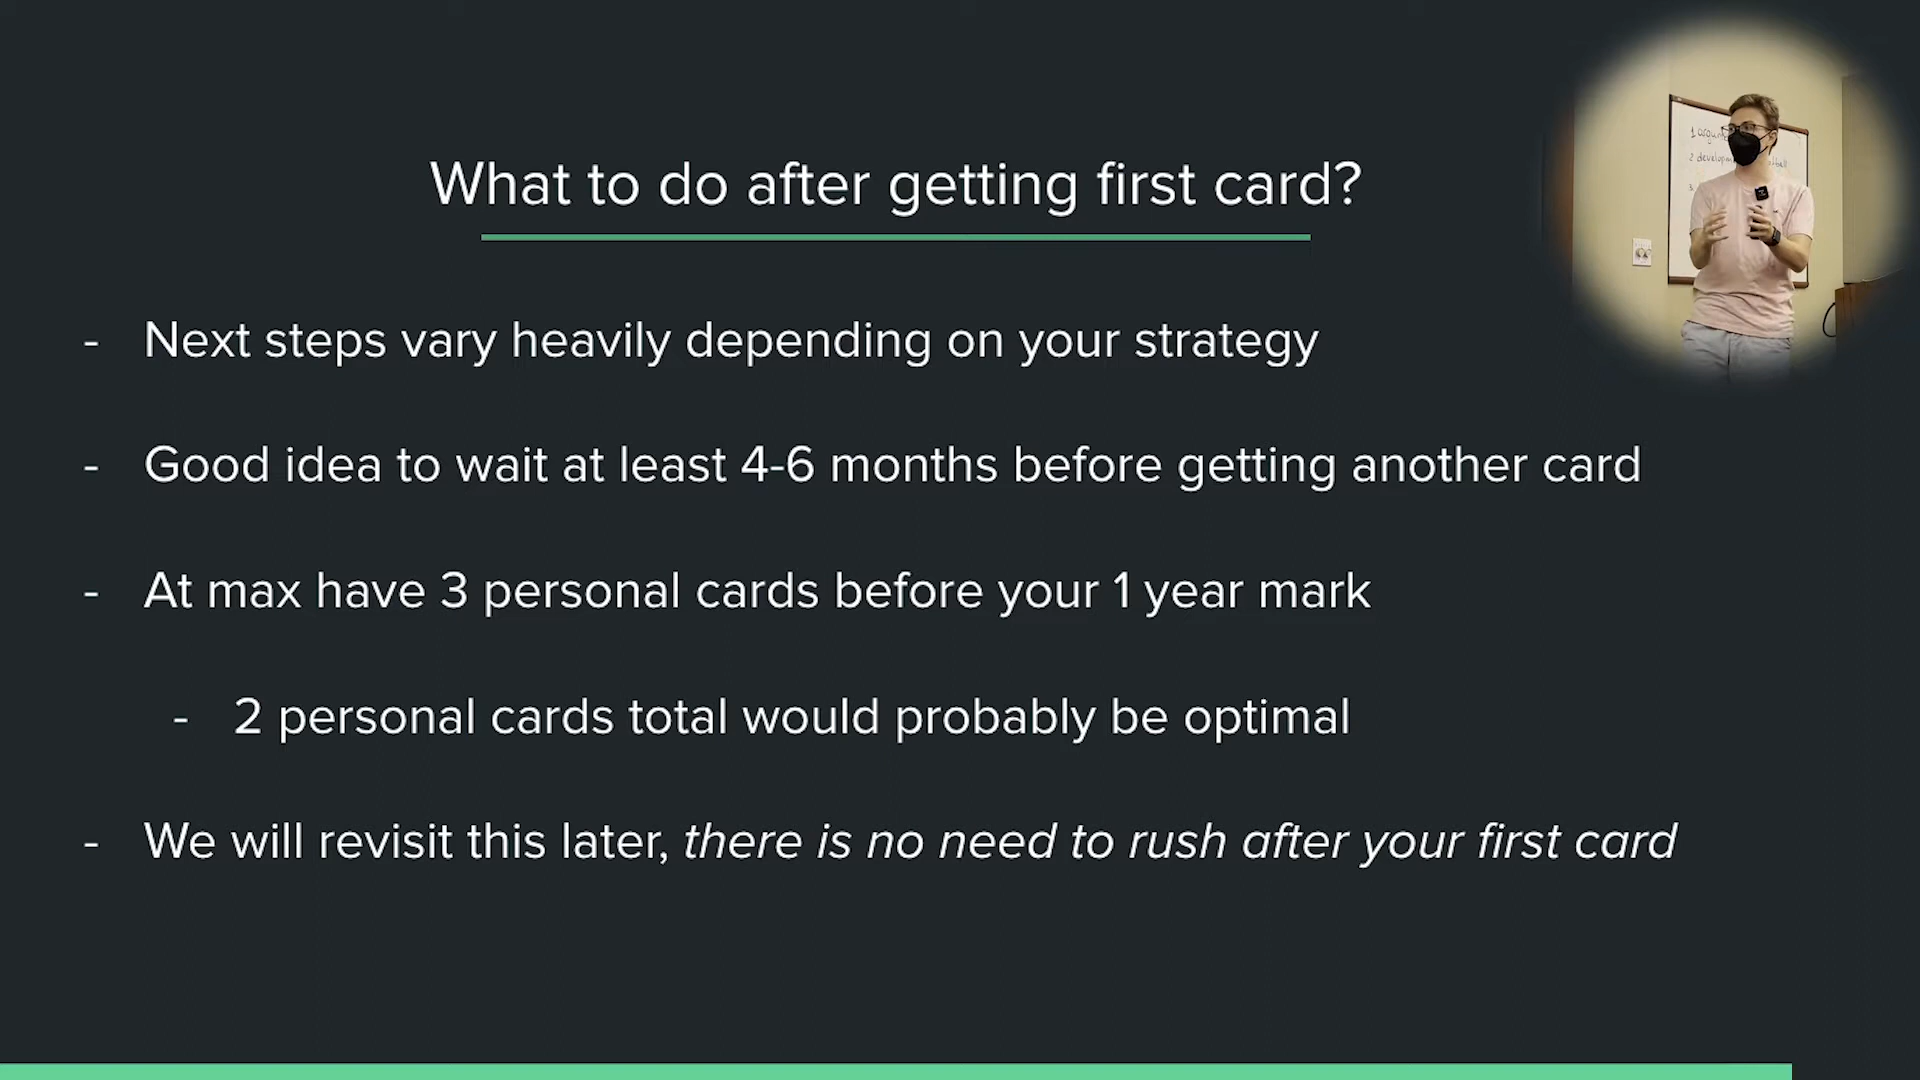 What to do after getting first card?
- Next steps vary heavily depending on your strategy
- Good idea to wait at least 4-6 months before getting another card
- At max have 3 personal cards before your 1 year mark
- 2 personal cards total would probably be optimal
- We will revisit this later, there is no need to rush after your first card
1
2